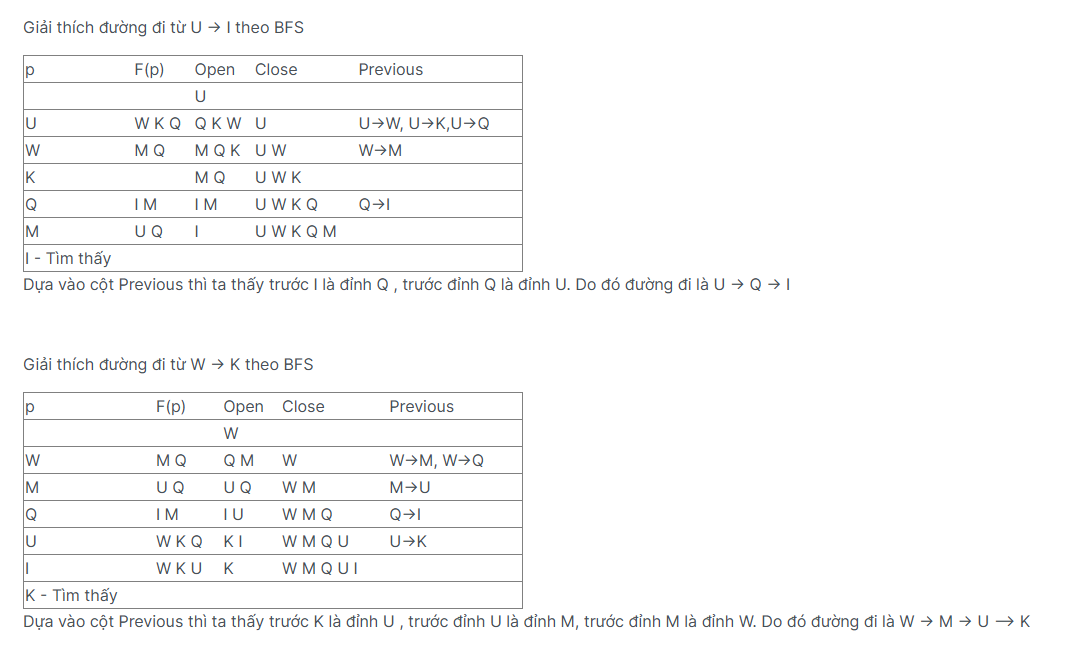 Giải thích đường đi từ U → I theo BFS
p F(p) Open Close Previous
U
U W K Q Q K W U U→W, U→K,U→Q
W M Q M Q K U W W→M
K M Q U W K
Q I M I M U W K Q Q→I
M U Q I U W K Q M
I - Tìm thấy
Dựa vào cột Previous thì ta thấy trước I là đỉnh Q , trước đỉnh Q là đỉnh U. Do đó đường đi là U → Q → I
Giải thích đường đi từ W → K theo BFS
p F(p) Open Close Previous
W
W M Q Q M W W→M, W→Q
M U Q U Q W M M→U
Q I M I U W M Q Q→I
U W K Q K I W M Q U U→K
I W K U K W M Q U I
K - Tìm thấy
Dựa vào cột Previous thì ta thấy trước K là đỉnh U , trước đỉnh U là đỉnh M, trước đỉnh M là đỉnh W. Do đó đường đi là W → M → U —> K